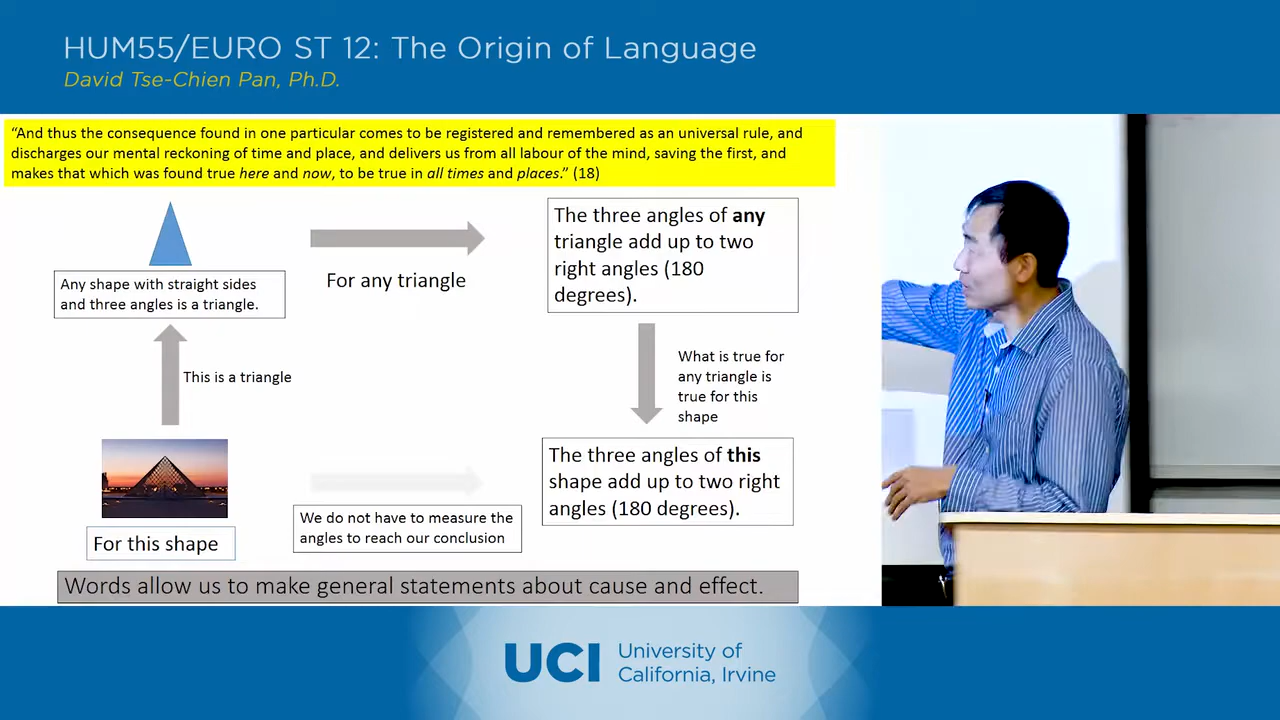 HUM55/EURO ST 12: The Origin of Language
David Tse-Chien Pan, Ph.D.
“And thus the consequence found in one particular comes to be registered and remembered as an universal rule, and
discharges our mental reckoning of time and place, and delivers us from all labour of the mind, saving the first, and
makes that which was found true here and now, to be true in all times and places.” (18)
Any shape with straight sides
and three angles is a triangle.
For any triangle
The three angles of any
triangle add up to two
right angles (180
degrees).
This is a triangle
What is true for
any triangle is
true for this
shape
For this shape
We do not have to measure the
angles to reach our conclusion
The three angles of this
shape add up to two right
angles (180 degrees).
Words allow us to make general statements about cause and effect.
UCI
University of
California, Irvine